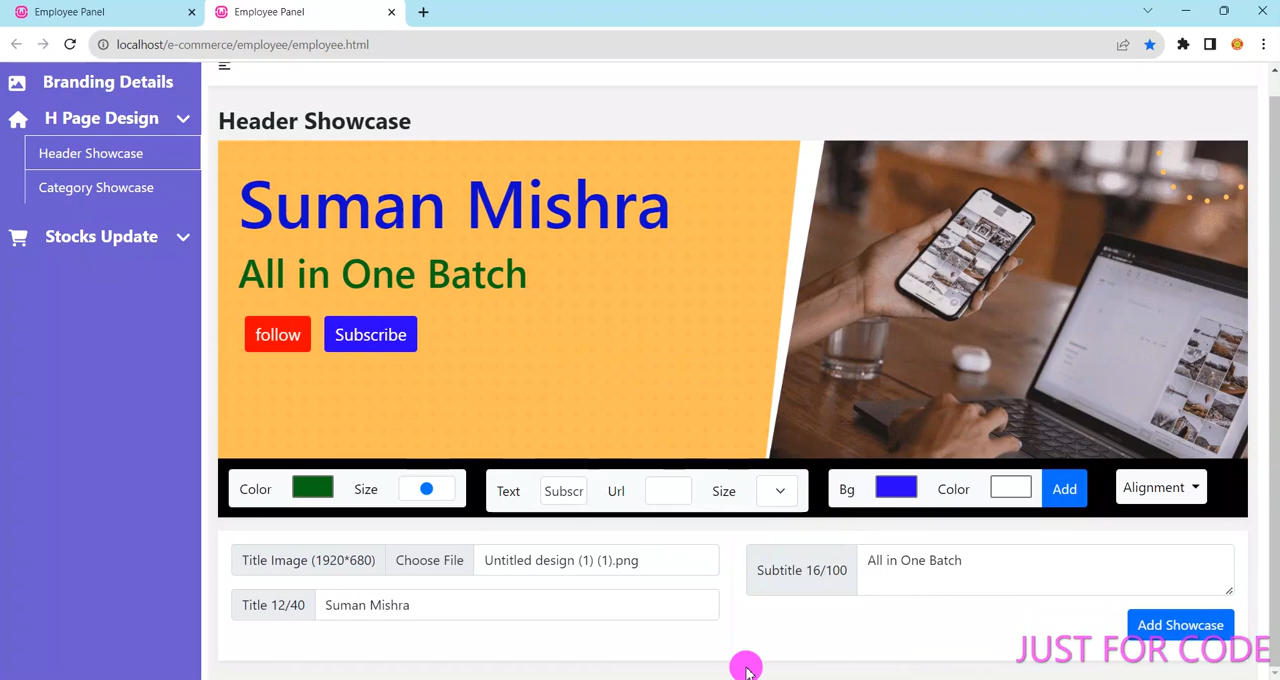 Employee Panel
Employee Panel
localhost/e-commerce/employee/employee.html
Branding Details
H Page Design
Header Showcase
Category Showcase
Stocks Update
Header Showcase
Suman Mishra
All in One Batch
follow Subscribe
Color Size Text Subscr Url Size Bg Color Add Alignment
Title Image (1920*680) Choose File Untitled design (1) (1).png
Subtitle 16/100 All in One Batch
Title 12/40 Suman Mishra
Add Showcase
JUST FOR CODE